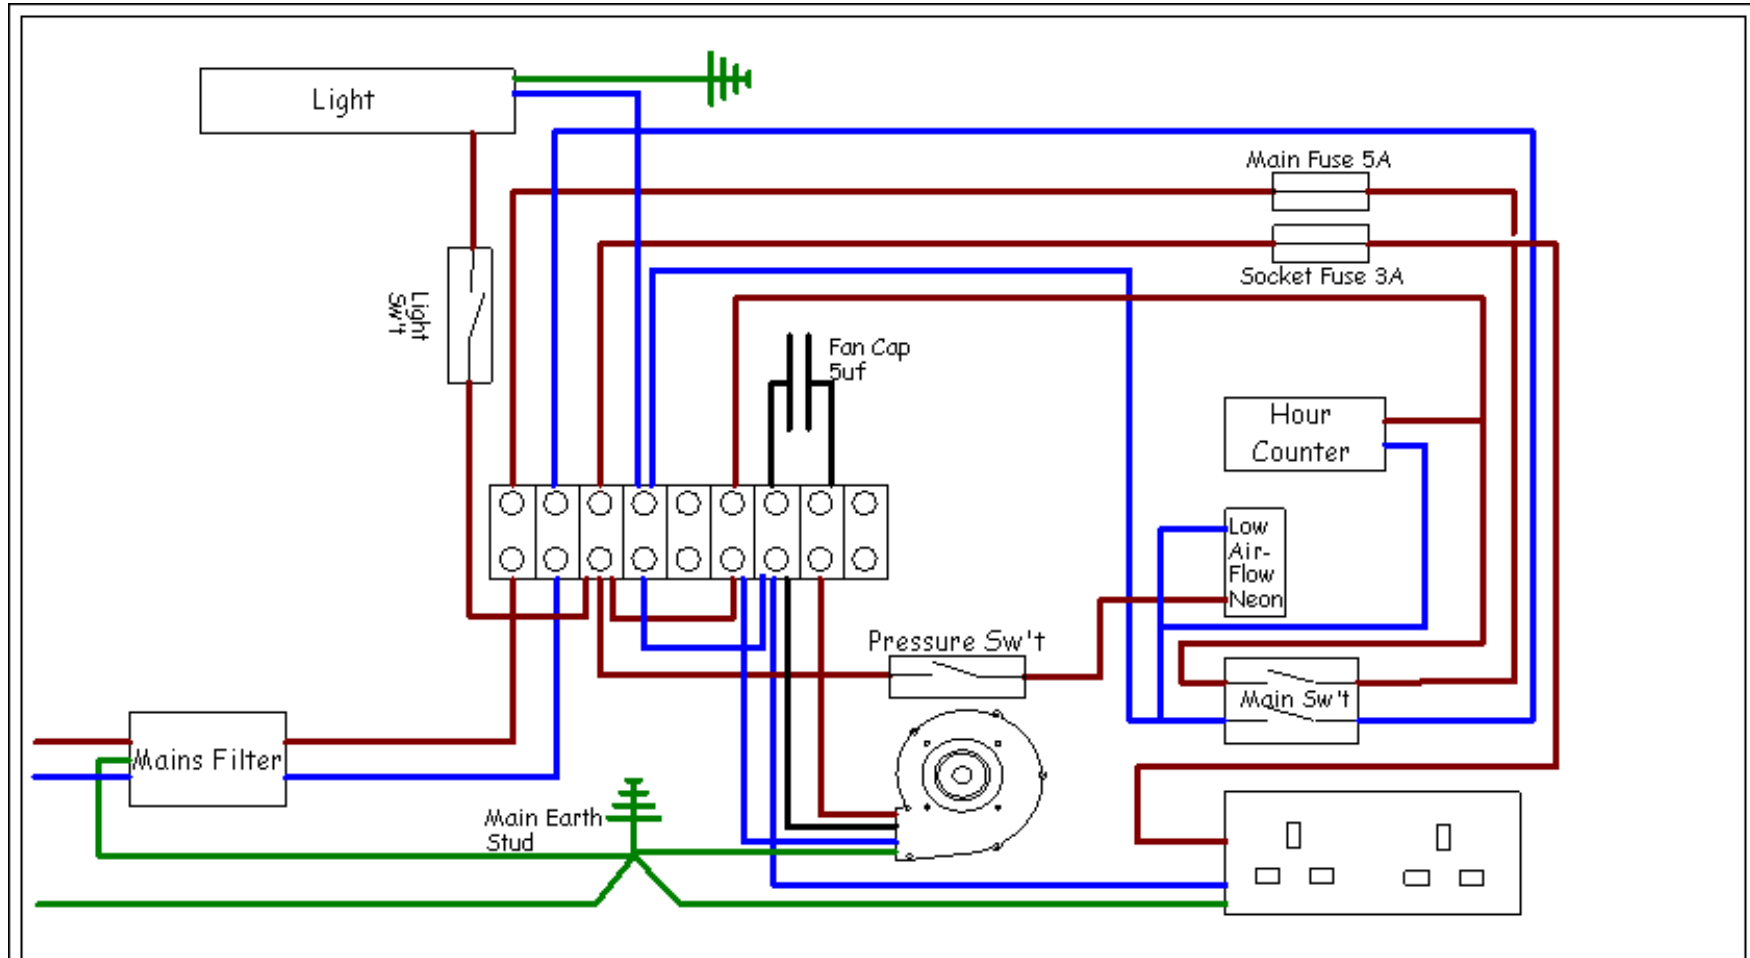 Light
Main Fuse 5A
Socket Fuse 3A
Light
Sw't
Fan Cap
5uf
Hour
Counter
Low
Air-
Flow
Neon
Pressure Sw't
Main Sw't
Mains Filter
Main Earth
Stud